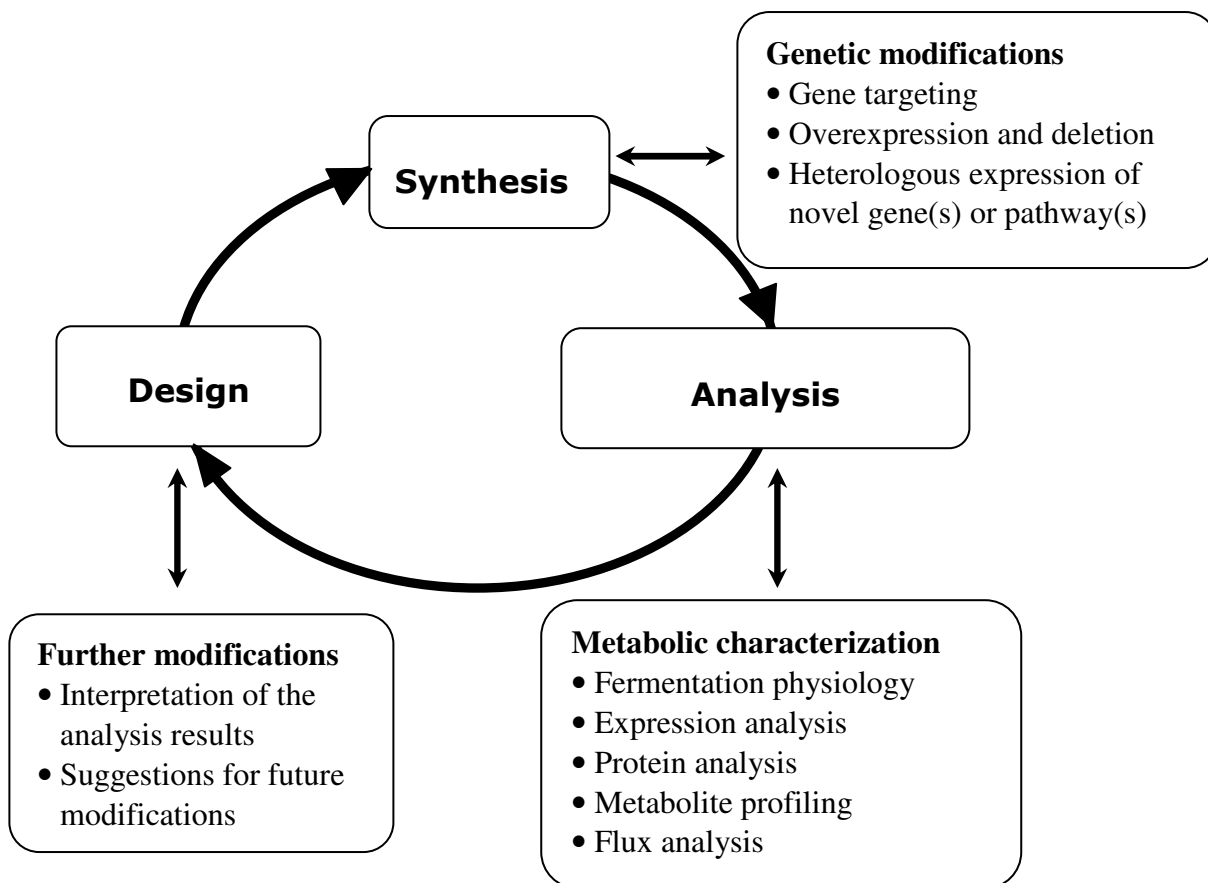 Genetic modifications
• Gene targeting
• Overexpression and deletion
• Heterologous expression of
novel gene(s) or pathway(s)
Synthesis
Design
Analysis
Further modifications
• Interpretation of the
analysis results
• Suggestions for future
modifications
Metabolic characterization
• Fermentation physiology
• Expression analysis
• Protein analysis
• Metabolite profiling
• Flux analysis